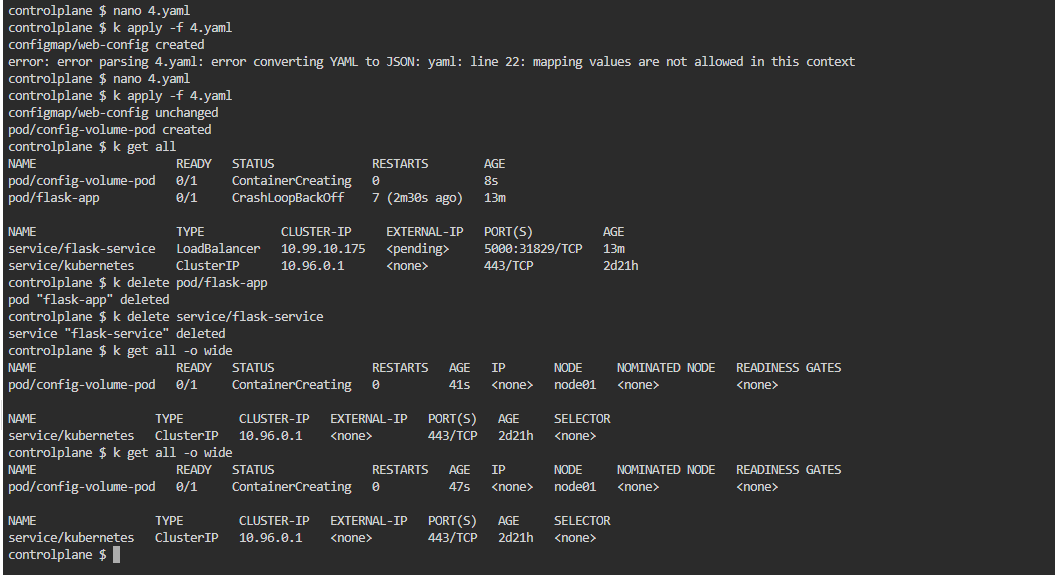 controlplane $ nano 4.yaml
controlplane $ k apply -f 4.yaml
configmap/web-config created
error: error parsing 4.yaml: error converting YAML to JSON: yaml: line 22: mapping values are not allowed in this context
controlplane $ nano 4.yaml
controlplane $ k apply -f 4.yaml
configmap/web-config unchanged
pod/config-volume-pod created
controlplane $ k get all
NAME READY STATUS RESTARTS AGE
pod/config-volume-pod 0/1 ContainerCreating 0 8s
pod/flask-app 0/1 CrashLoopBackOff 7 (2m30s ago) 13m
NAME TYPE CLUSTER-IP EXTERNAL-IP PORT(S) AGE
service/flask-service LoadBalancer 10.99.10.175 <pending> 5000:31829/TCP 13m
service/kubernetes ClusterIP 10.96.0.1 <none> 443/TCP 2d21h
controlplane $ k delete pod/flask-app
pod "flask-app" deleted
controlplane $ k delete service/flask-service
service "flask-service" deleted
controlplane $ k get all -o wide
NAME READY STATUS RESTARTS AGE IP NODE NOMINATED NODE READINESS GATES
pod/config-volume-pod 0/1 ContainerCreating 0 41s <none> node01 <none> <none>
NAME TYPE CLUSTER-IP EXTERNAL-IP PORT(S) AGE SELECTOR
service/kubernetes ClusterIP 10.96.0.1 <none> 443/TCP 2d21h <none>
controlplane $ k get all -o wide
NAME READY STATUS RESTARTS AGE IP NODE NOMINATED NODE READINESS GATES
pod/config-volume-pod 0/1 ContainerCreating 0 47s <none> node01 <none> <none>
NAME TYPE CLUSTER-IP EXTERNAL-IP PORT(S) AGE SELECTOR
service/kubernetes ClusterIP 10.96.0.1 <none> 443/TCP 2d21h <none>
controlplane $